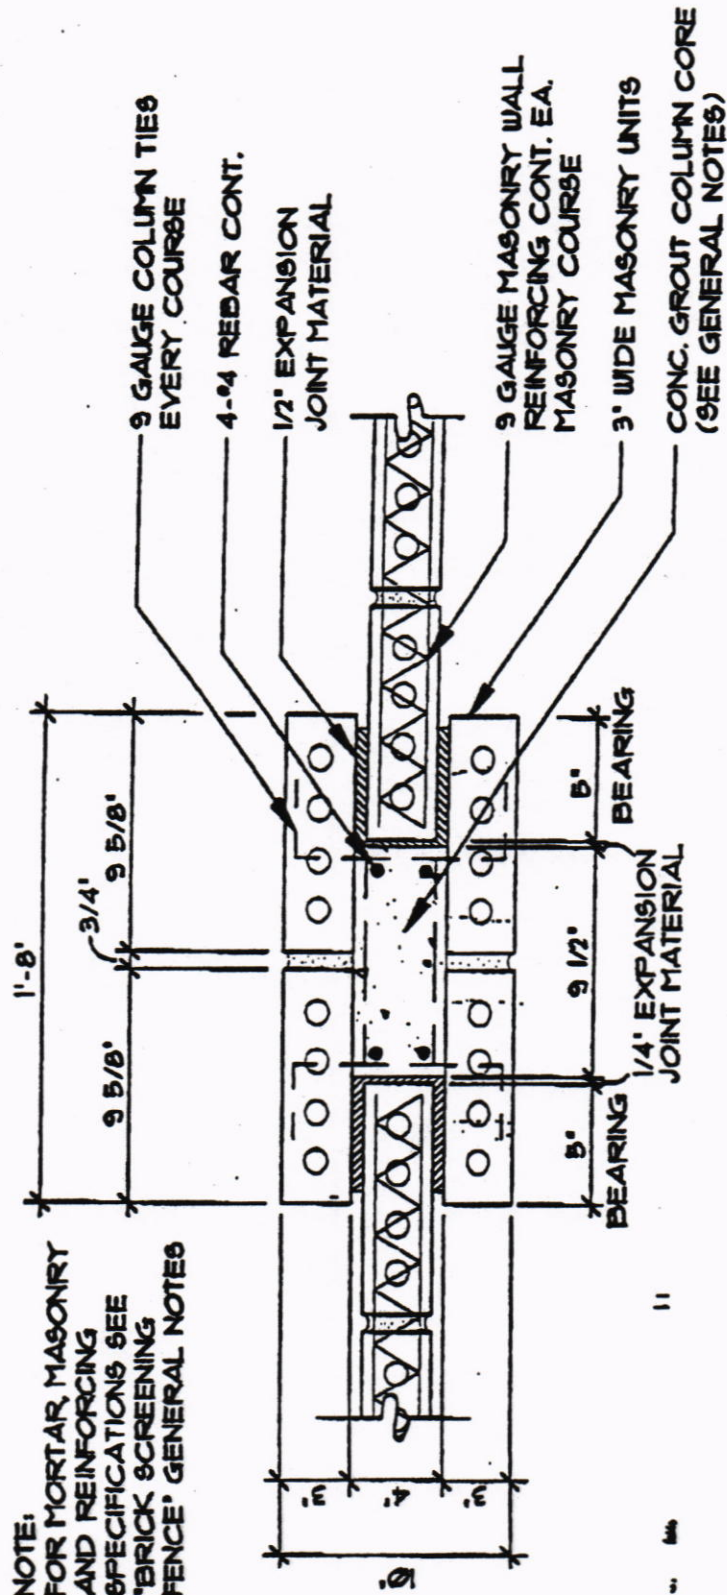 NOTE:
FOR MORTAR, MASONRY
AND REINFORCING
SPECIFICATIONS SEE
"BRICK SCREENING
FENCE" GENERAL NOTES
1'-8"
9 5/8"
3/4"
9 5/8"
9 GAUGE COLUMN TIES
EVERY COURSE
4-#4 REBAR CONT.
1/2" EXPANSION
JOINT MATERIAL
9 GAUGE MASONRY WALL
REINFORCING CONT. EA.
MASONRY COURSE
3" WIDE MASONRY UNITS
CONC. GROUT COLUMN CORE
(SEE GENERAL NOTES)
3"
4"
3"
10"
5"
9 1/2"
5"
BEARING
1/4" EXPANSION
JOINT MATERIAL
BEARING